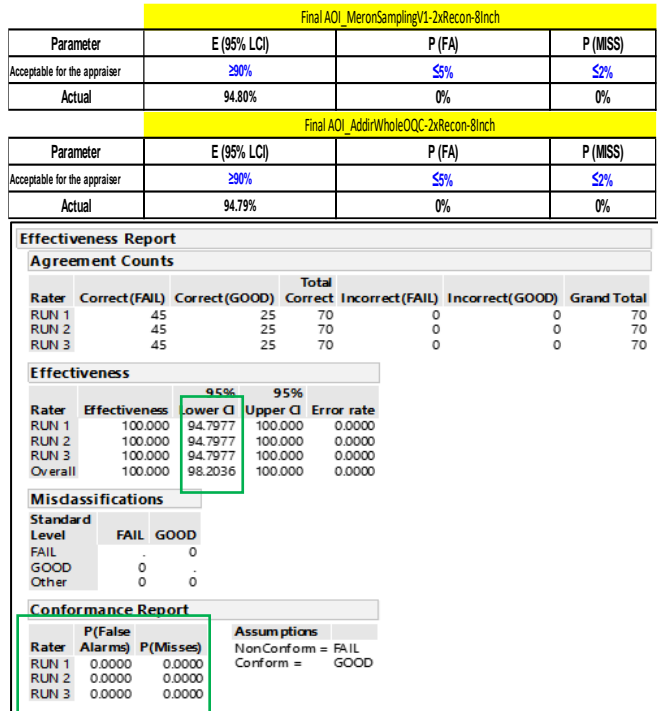 Final AOI_MeronSamplingV1-2xRecon-8Inch
Parameter E (95% LCI) P (FA) P (MISS)
Acceptable for the appraiser ≥90% ≤5% ≤2%
Actual 94.80% 0% 0%
Final AOI_AddirWholeOQC-2xRecon-8Inch
Parameter E (95% LCI) P (FA) P (MISS)
Acceptable for the appraiser ≥90% ≤5% ≤2%
Actual 94.79% 0% 0%
Effectiveness Report
Agreement Counts
Total
Rater Correct(FAIL) Correct(GOOD) Correct Incorrect(FAIL) Incorrect(GOOD) Grand Total
RUN 1 45 25 70 0 0 70
RUN 2 45 25 70 0 0 70
RUN 3 45 25 70 0 0 70
Effectiveness
95% 95%
Rater Effectiveness Lower CI Upper CI Error rate
RUN 1 100.000 94.7977 100.000 0.0000
RUN 2 100.000 94.7977 100.000 0.0000
RUN 3 100.000 94.7977 100.000 0.0000
Overall 100.000 98.2036 100.000 0.0000
Misclassifications
Standard
Level FAIL GOOD
FAIL . 0
GOOD 0 .
Other 0 0
Conformance Report
P(False Assumptions
Rater Alarms) P(Misses) NonConform = FAIL
RUN 1 0.0000 0.0000 Conform = GOOD
RUN 2 0.0000 0.0000
RUN 3 0.0000 0.0000